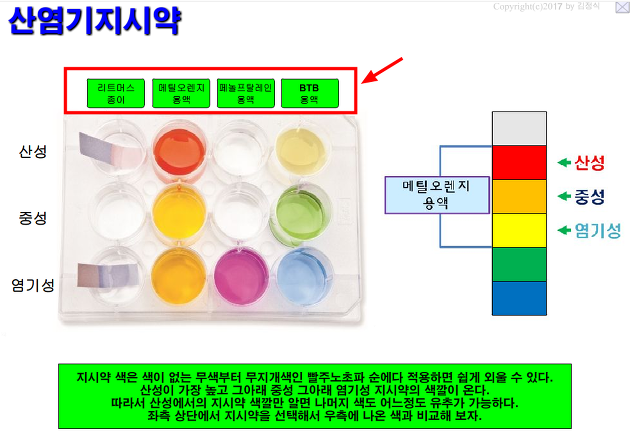 산염기지시약
Copyright(c)2017 by 김정식
리트머스 종이
메틸오렌지 용액
페놀프탈레인 용액
BTB 용액
산성
중성
염기성
메틸오렌지 용액
산성
중성
염기성
지시약 색은 색이 없는 무색부터 무지개색인 빨주노초파 순에다 적용하면 쉽게 외울 수 있다.
산성이 가장 높고 그아래 중성 그아래 염기성 지시약의 색깔이 온다.
따라서 산성에서의 지시약 색깔만 알면 나머지 색도 어느정도 유추가 가능하다.
좌측 상단에서 지시약을 선택해서 우측에 나온 색과 비교해 보자.